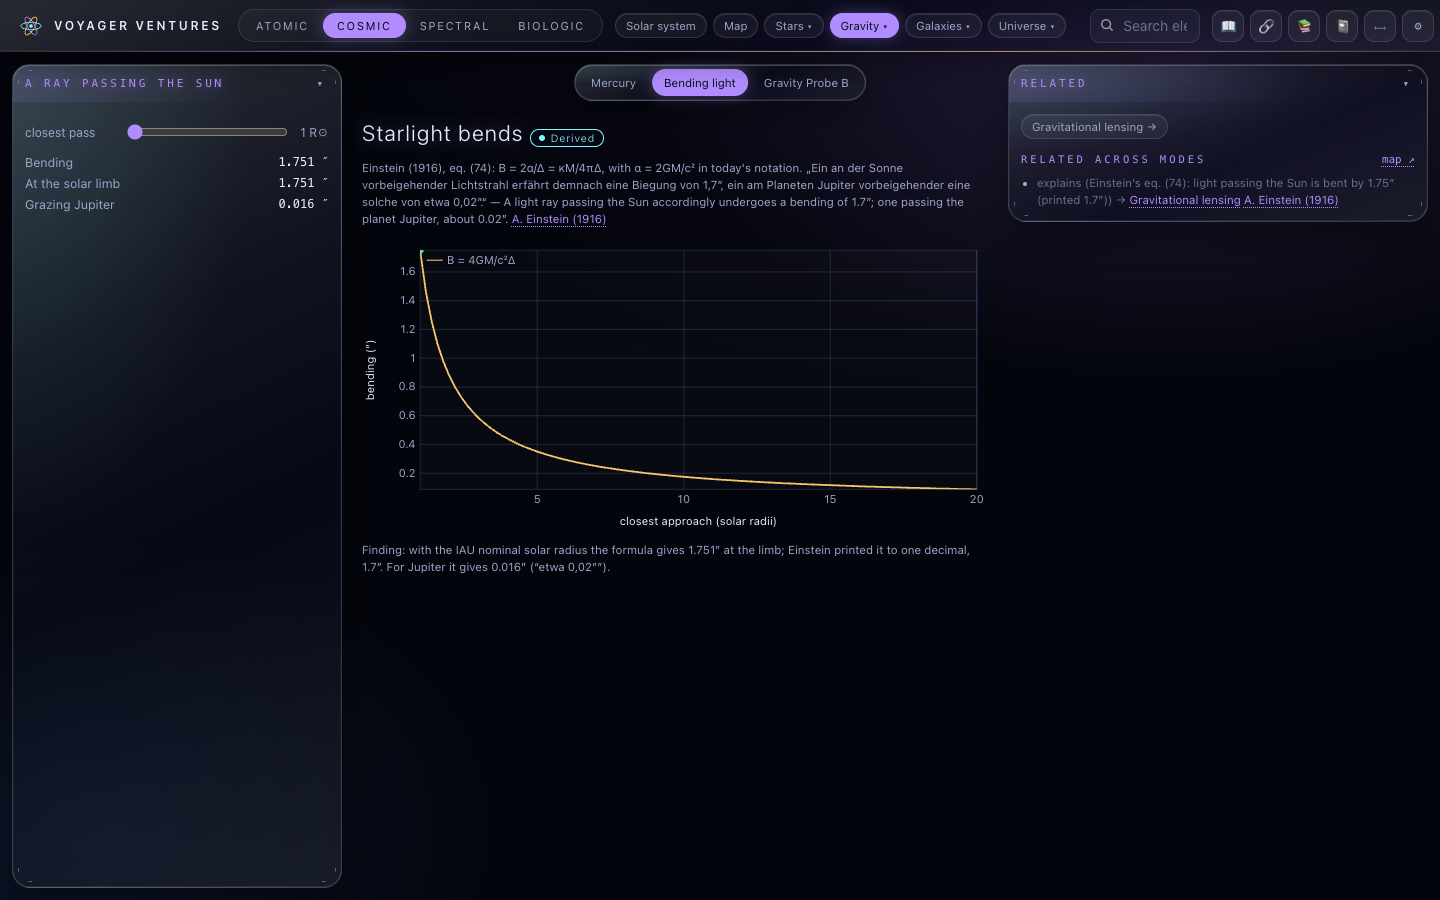 VOYAGER VENTURES
ATOMIC
COSMIC
SPECTRAL
BIOLOGIC
Solar system
Map
Stars ▾
Gravity ▾
Galaxies ▾
Universe ▾
Search ele
A RAY PASSING THE SUN ▾
closest pass 1 R☉
Bending 1.751 ″
At the solar limb 1.751 ″
Grazing Jupiter 0.016 ″
Mercury
Bending light
Gravity Probe B
Starlight bends
Derived
Einstein (1916), eq. (74): B = 2α/Δ = κM/4πΔ, with α = 2GM/c² in today's notation. „Ein an der Sonne
vorbeigehender Lichtstrahl erfährt demnach eine Biegung von 1,7″, ein am Planeten Jupiter vorbeigehender eine
solche von etwa 0,02″.“ — A light ray passing the Sun accordingly undergoes a bending of 1.7″; one passing the
planet Jupiter, about 0.02″. A. Einstein (1916)
B = 4GM/c²Δ
1.6
1.4
1.2
1
0.8
0.6
0.4
0.2
bending (″)
5
10
15
20
closest approach (solar radii)
Finding: with the IAU nominal solar radius the formula gives 1.751″ at the limb; Einstein printed it to one decimal,
1.7″. For Jupiter it gives 0.016″ (“etwa 0,02″”).
RELATED ▾
Gravitational lensing →
RELATED ACROSS MODES map ↗
• explains (Einstein's eq. (74): light passing the Sun is bent by 1.75″
(printed 1.7″)) → Gravitational lensing A. Einstein (1916)